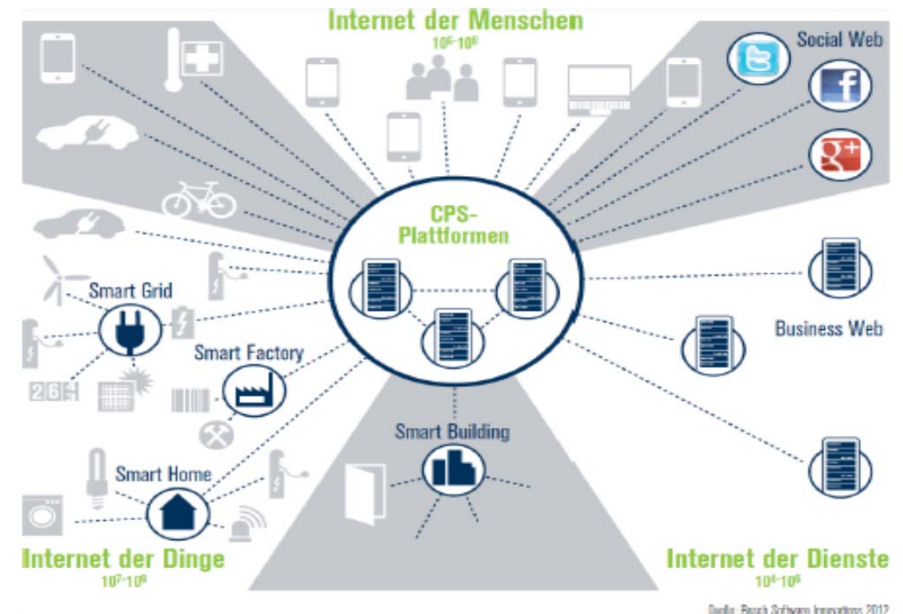 Internet der Menschen
10⁶-10⁸
Social Web
CPS-
Plattformen
Smart Grid
Business Web
Smart Factory
Smart Building
Smart Home
Internet der Dinge
10⁷-10⁹
Internet der Dienste
10⁴-10⁶
Quelle: Bosch Software Innovations 2012